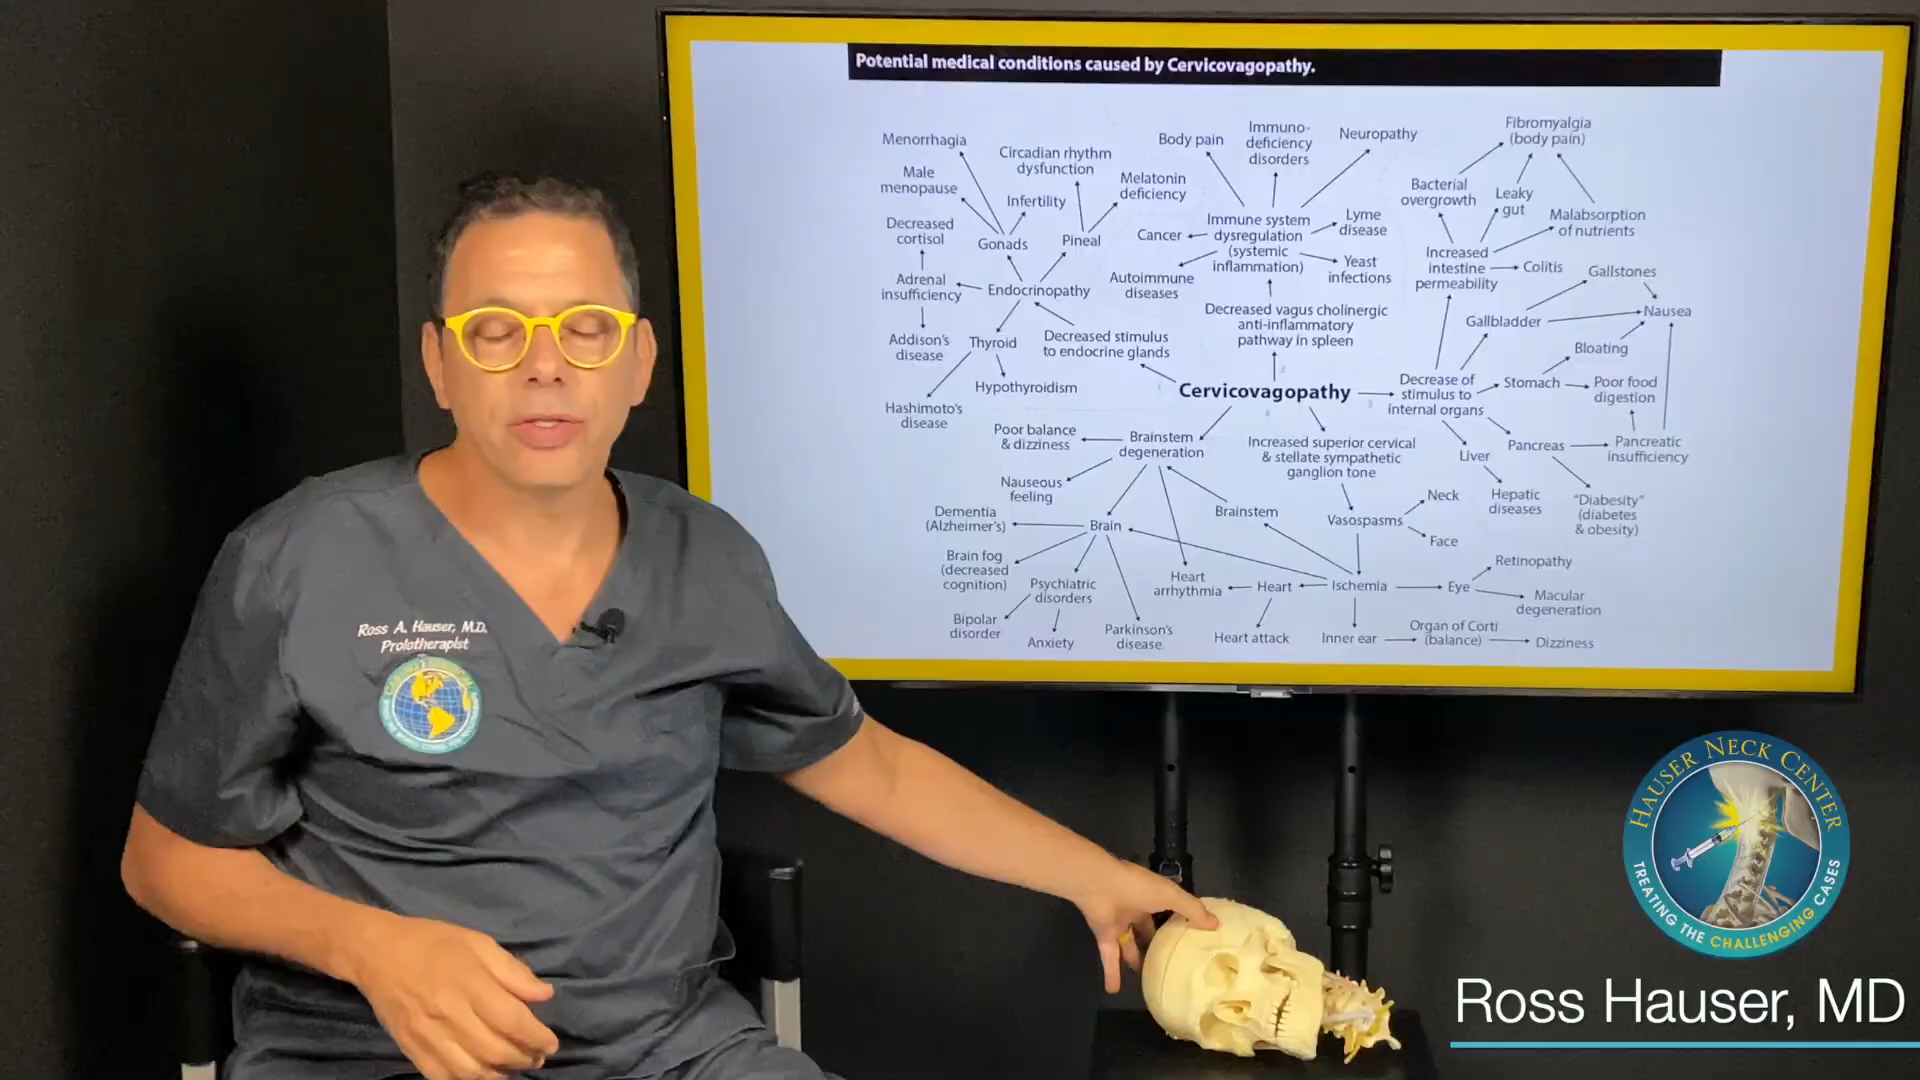 Potential medical conditions caused by Cervicovagopathy.
Menorrhagia
Male
menopause
Decreased
cortisol
Adrenal
insufficiency
Addison's
disease
Hashimoto's
disease
Circadian rhythm
dysfunction
Infertility
Melatonin
deficiency
Gonads
Pineal
Endocrinopathy
Thyroid
Hypothyroidism
Decreased stimulus
to endocrine glands
Body pain
Immuno-
deficiency
disorders
Neuropathy
Cancer
Immune system
dysregulation
(systemic
inflammation)
Lyme
disease
Yeast
infections
Autoimmune
diseases
Decreased vagus cholinergic
anti-inflammatory
pathway in spleen
Cervicovagopathy
Fibromyalgia
(body pain)
Bacterial
overgrowth
Leaky
gut
Malabsorption
of nutrients
Increased
intestine
permeability
Colitis
Gallstones
Gallbladder
Nausea
Bloating
Decrease of
stimulus to
internal organs
Stomach
Poor food
digestion
Pancreas
Pancreatic
insufficiency
Liver
Hepatic
diseases
"Diabesity"
(diabetes
& obesity)
Poor balance
& dizziness
Brainstem
degeneration
Nauseous
feeling
Increased superior cervical
& stellate sympathetic
ganglion tone
Dementia
(Alzheimer's)
Brain
Brainstem
Vasospasms
Neck
Face
Brain fog
(decreased
cognition)
Psychiatric
disorders
Bipolar
disorder
Anxiety
Parkinson's
disease
Heart
arrhythmia
Heart
Ischemia
Eye
Retinopathy
Macular
degeneration
Heart attack
Inner ear
Organ of Corti
(balance)
Dizziness
Ross A. Hauser, M.D.
Prolotherapist
HAUSER NECK CENTER
TREATING THE CHALLENGING CASES
Ross Hauser, MD